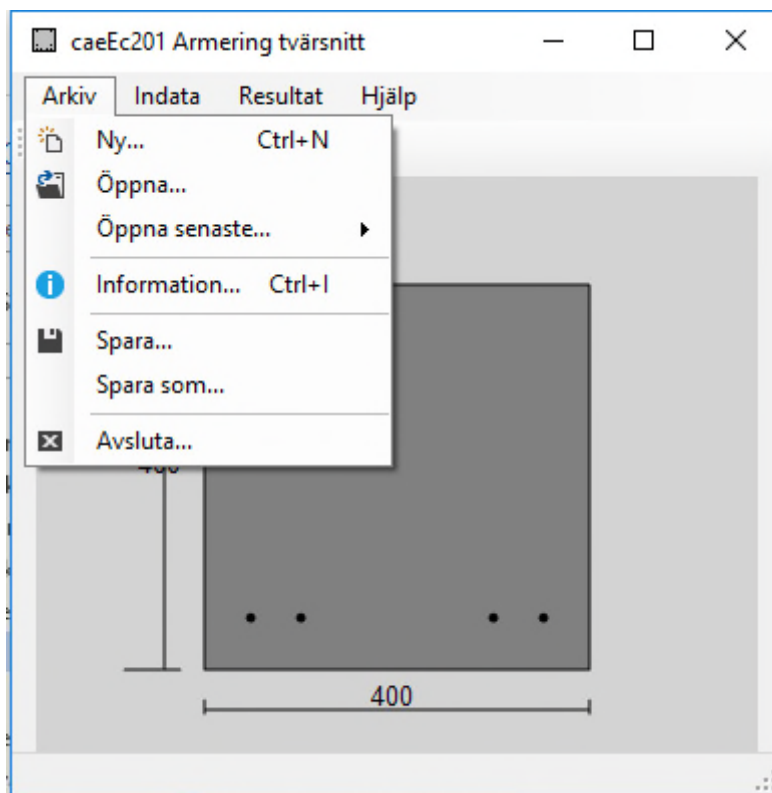 caeEc201 Armering tvärsnitt
Arkiv Indata Resultat Hjälp
Ny... Ctrl+N
Öppna...
Öppna senaste...
Information... Ctrl+I
Spara...
Spara som...
Avsluta...
400